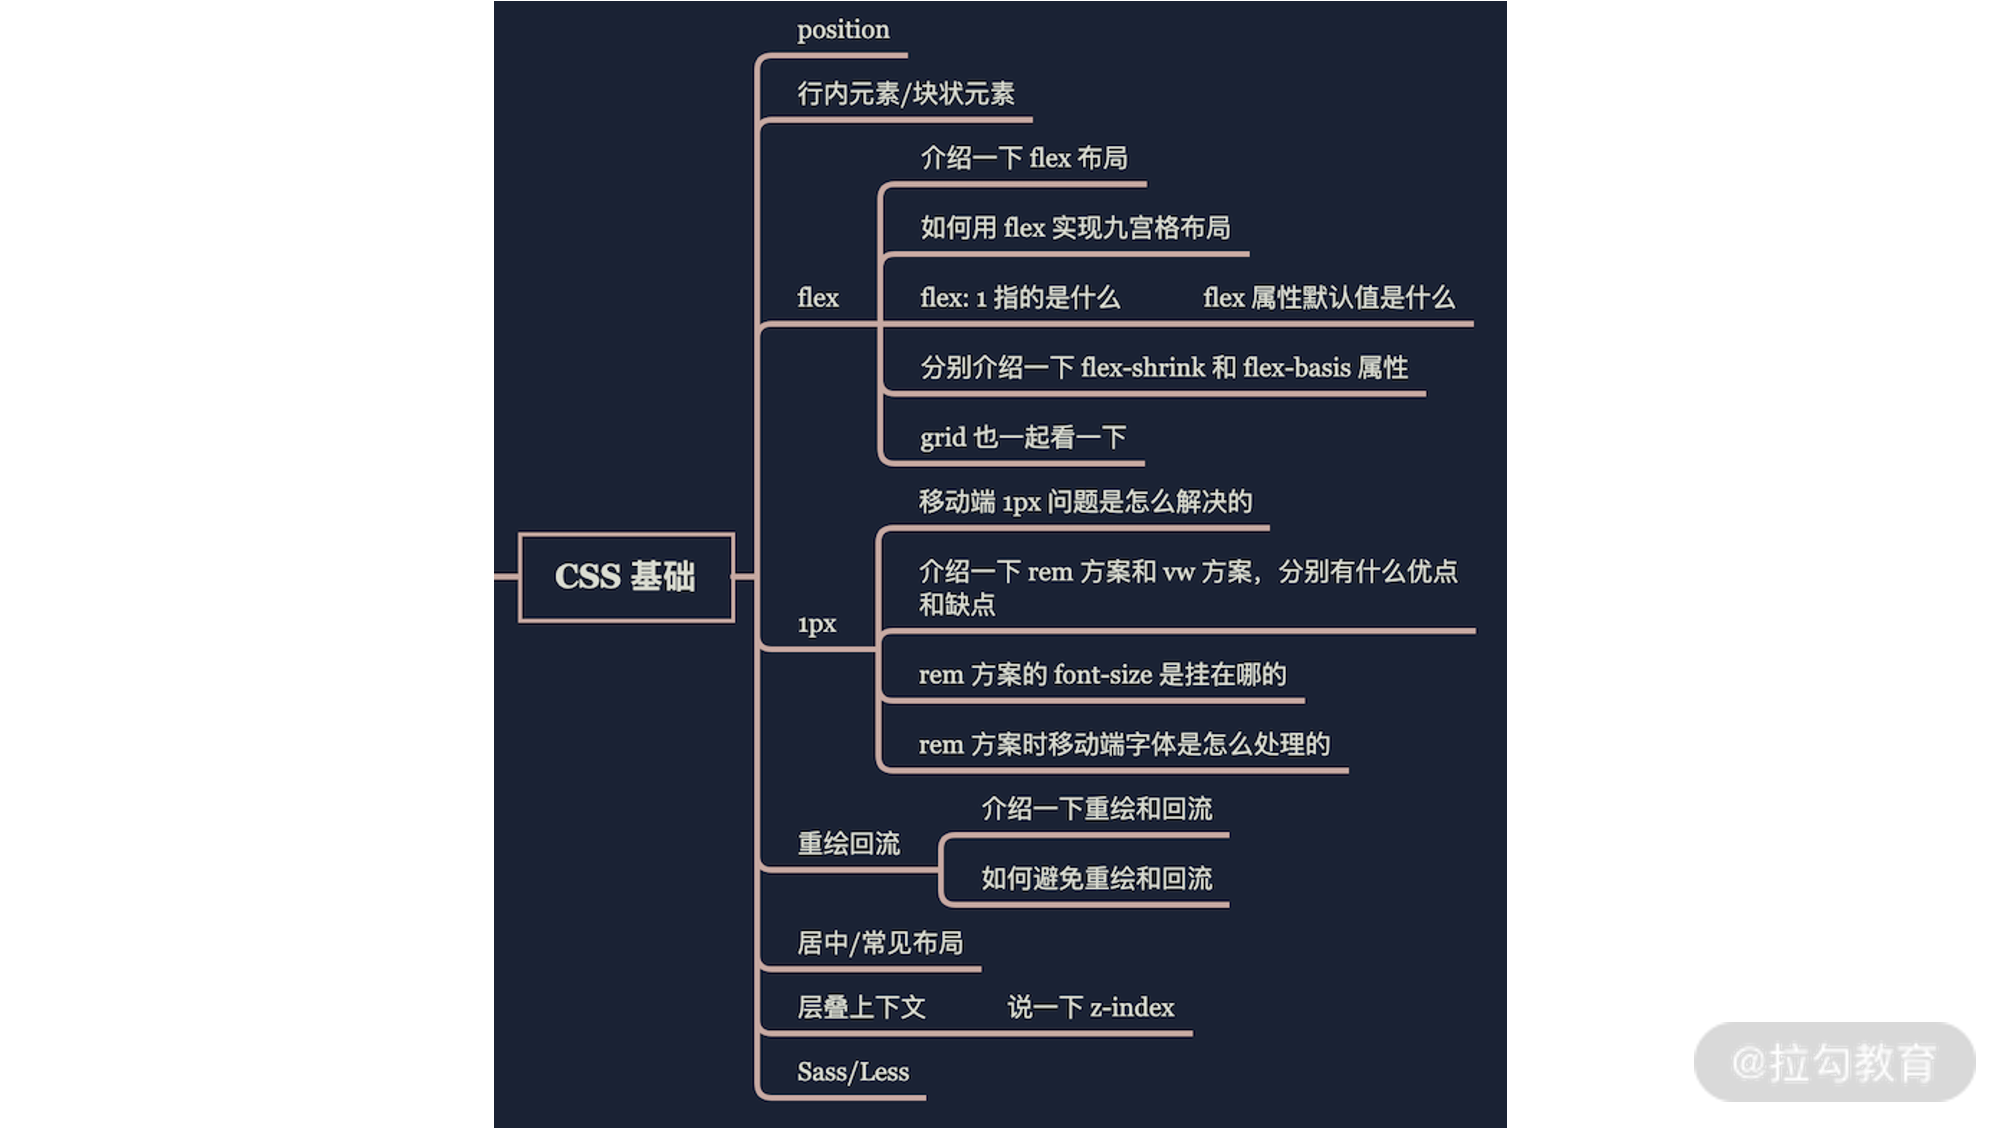 position
行内元素/块状元素
介绍一下 flex 布局
如何用 flex 实现九宫格布局
flex
flex: 1 指的是什么
flex 属性默认值是什么
分别介绍一下 flex-shrink 和 flex-basis 属性
grid 也一起看一下
移动端 1px 问题是怎么解决的
CSS 基础
介绍一下 rem 方案和 vw 方案，分别有什么优点
和缺点
1px
rem 方案的 font-size 是挂在哪的
rem 方案时移动端字体是怎么处理的
介绍一下重绘和回流
重绘回流
如何避免重绘和回流
居中/常见布局
层叠上下文
说一下 z-index
Sass/Less
@拉勾教育